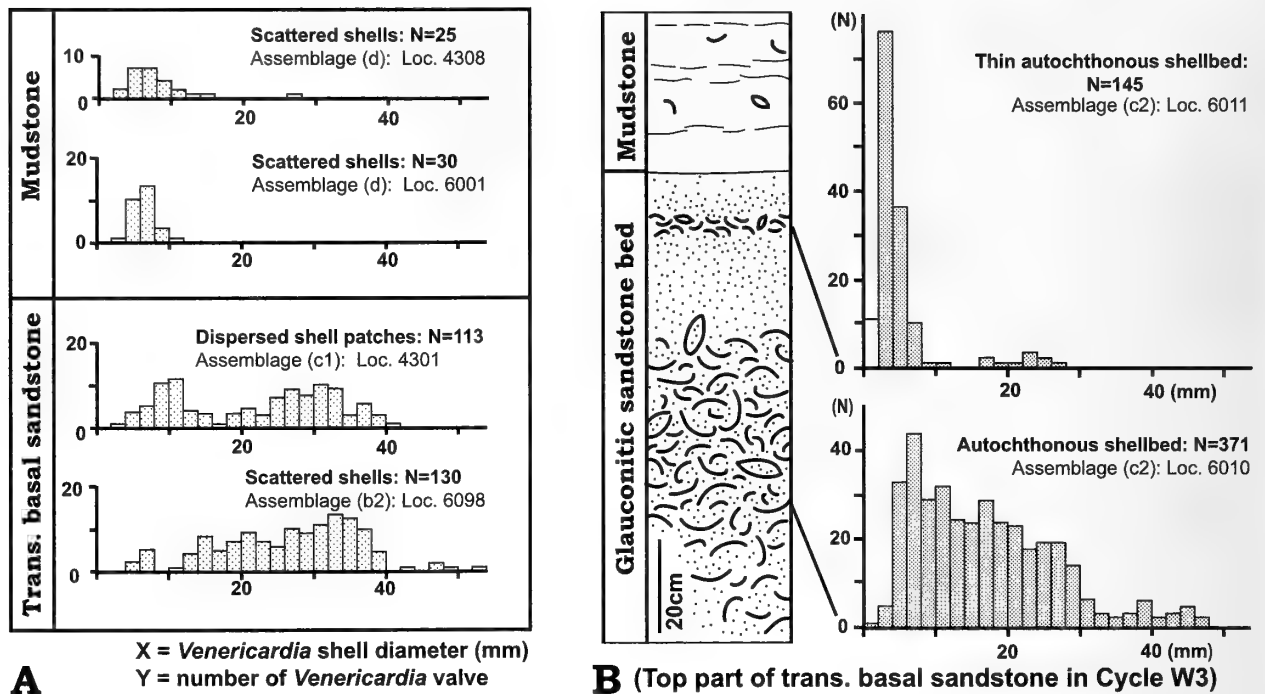 Mudstone
Scattered shells: N=25
Assemblage (d): Loc. 4308
10
0
20
40
Scattered shells: N=30
Assemblage (d): Loc. 6001
20
0
20
40
Trans. basal sandstone
Dispersed shell patches: N=113
Assemblage (c1): Loc. 4301
20
0
20
40
Scattered shells: N=130
Assemblage (b2): Loc. 6098
20
0
20
40
X = Venericardia shell diameter (mm)
Y = number of Venericardia valve
A
Mudstone
Glauconitic sandstone bed
20cm
(N)
Thin autochthonous shellbed:
N=145
Assemblage (c2): Loc. 6011
60
40
20
0
20
40 (mm)
(N)
Autochthonous shellbed: N=371
Assemblage (c2): Loc. 6010
40
20
0
20
40 (mm)
B (Top part of trans. basal sandstone in Cycle W3)